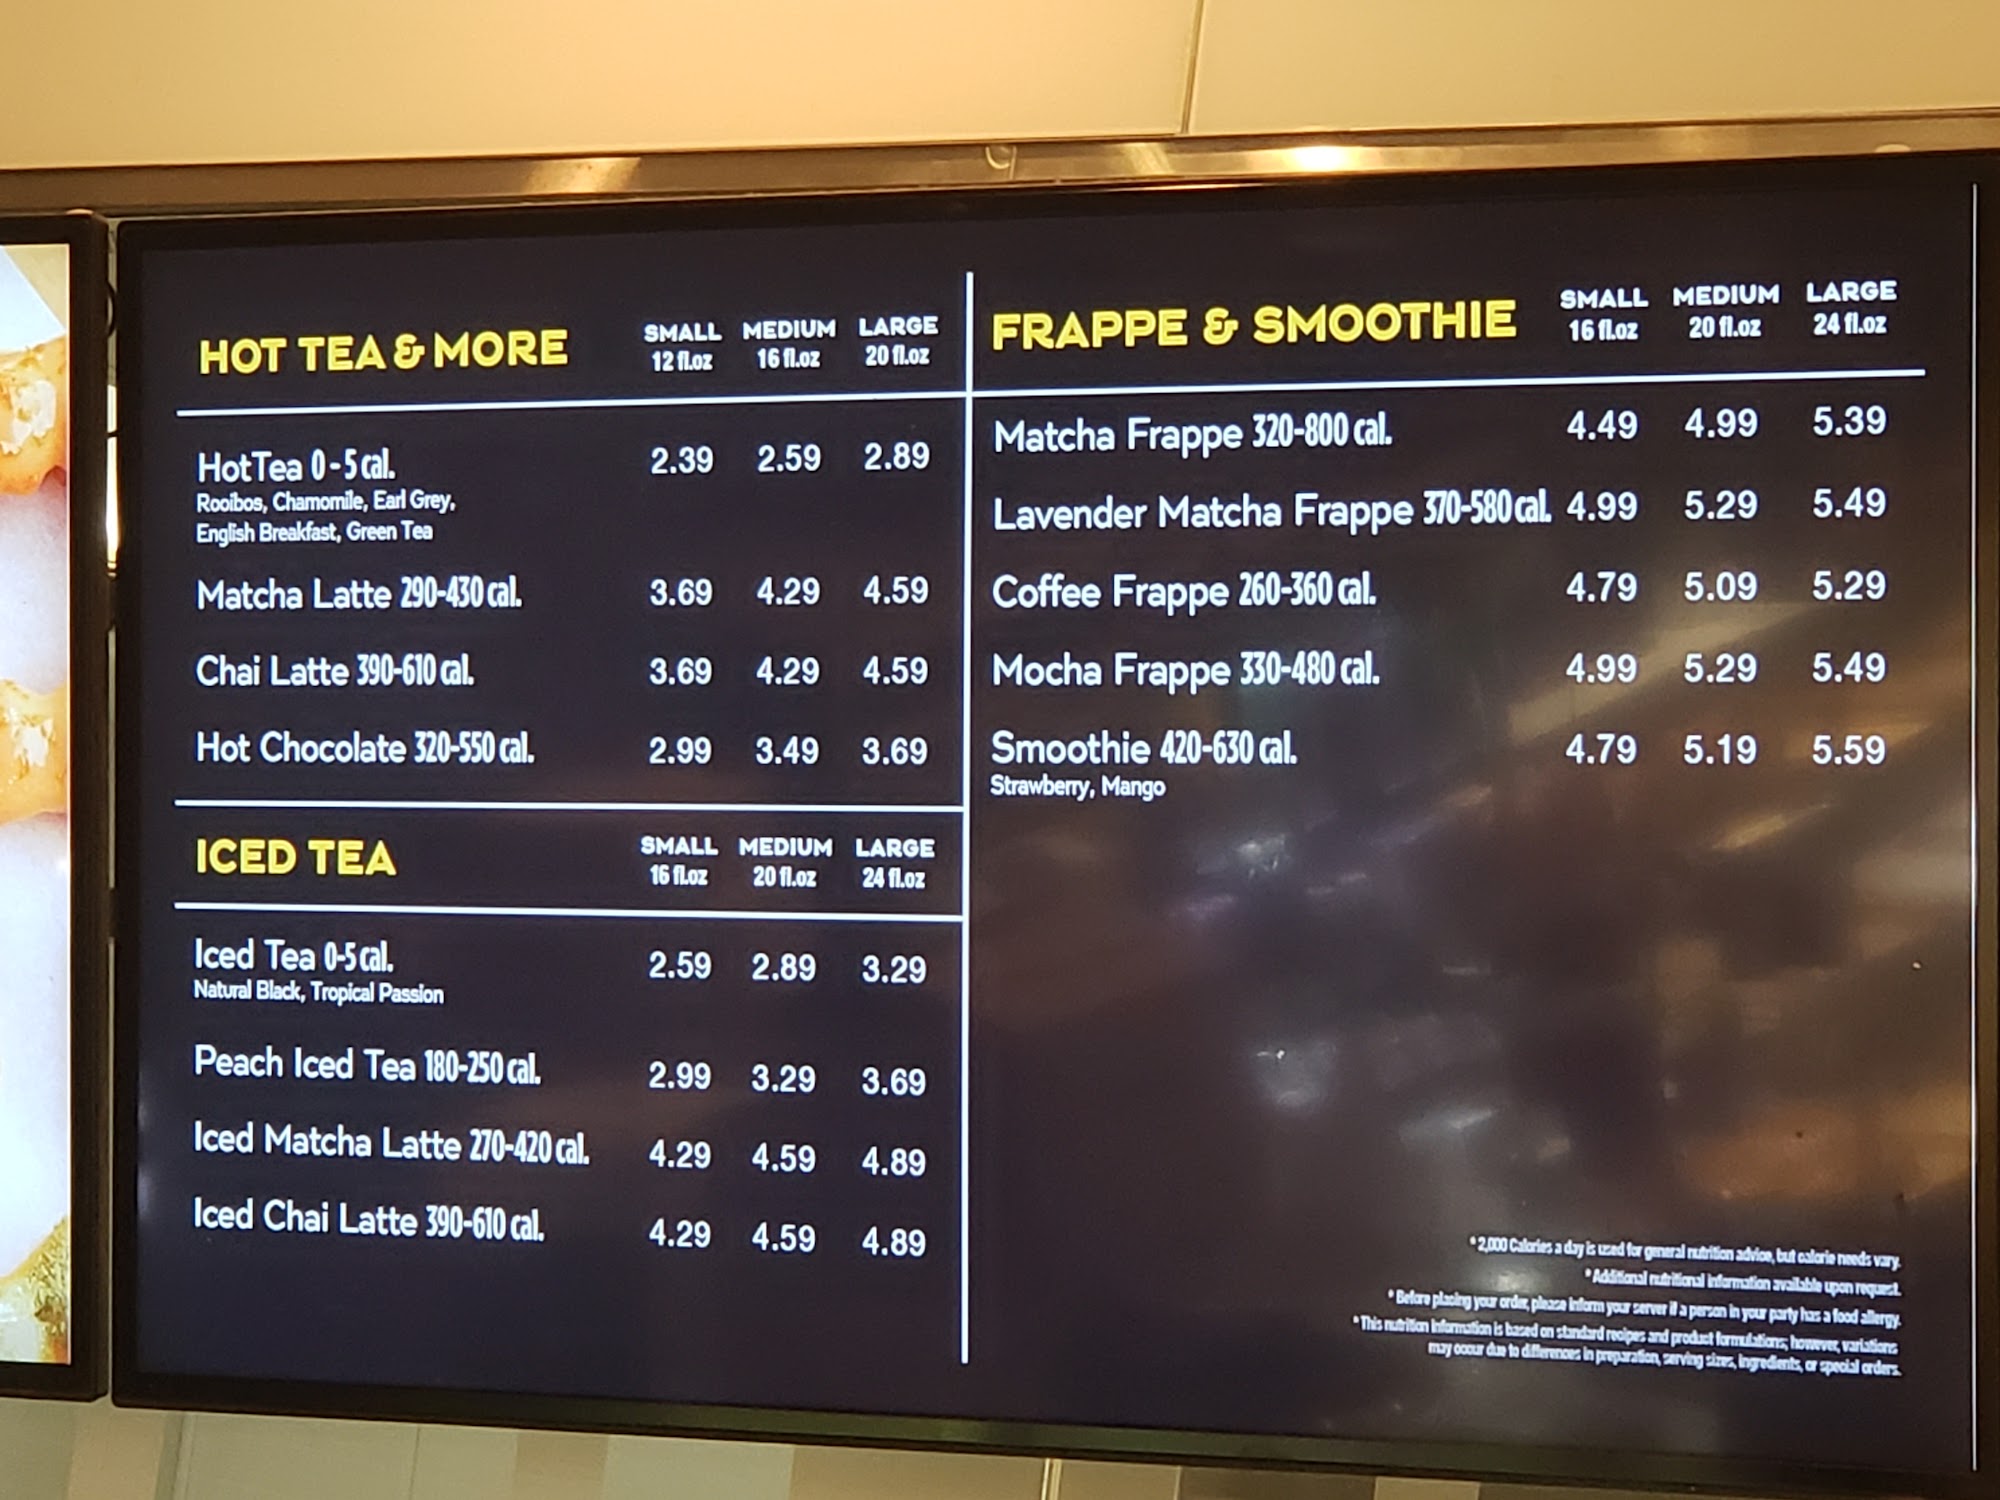 HOT TEA & MORE SMALL MEDIUM LARGE
12 fl.oz 16 fl.oz 20 fl.oz
HotTea 0-5 cal. 2.39 2.59 2.89
Rooibos, Chamomile, Earl Grey,
English Breakfast, Green Tea
Matcha Latte 290-430 cal. 3.69 4.29 4.59
Chai Latte 390-610 cal. 3.69 4.29 4.59
Hot Chocolate 320-550 cal. 2.99 3.49 3.69
ICED TEA SMALL MEDIUM LARGE
16 fl.oz 20 fl.oz 24 fl.oz
Iced Tea 0-5 cal. 2.59 2.89 3.29
Natural Black, Tropical Passion
Peach Iced Tea 180-250 cal. 2.99 3.29 3.69
Iced Matcha Latte 270-420 cal. 4.29 4.59 4.89
Iced Chai Latte 390-610 cal. 4.29 4.59 4.89
FRAPPE & SMOOTHIE SMALL MEDIUM LARGE
16 fl.oz 20 fl.oz 24 fl.oz
Matcha Frappe 320-800 cal. 4.49 4.99 5.39
Lavender Matcha Frappe 370-580 cal. 4.99 5.29 5.49
Coffee Frappe 260-360 cal. 4.79 5.09 5.29
Mocha Frappe 330-480 cal. 4.99 5.29 5.49
Smoothie 420-630 cal. 4.79 5.19 5.59
Strawberry, Mango
* 2,000 Calories a day is used for general nutrition advice, but calorie needs vary.
* Additional nutritional information available upon request.
* Before placing your order, please inform your server if a person in your party has a food allergy.
* This nutrition information is based on standard recipes and product formulations; however, variations
may occur due to differences in preparation, serving sizes, ingredients, or special orders.